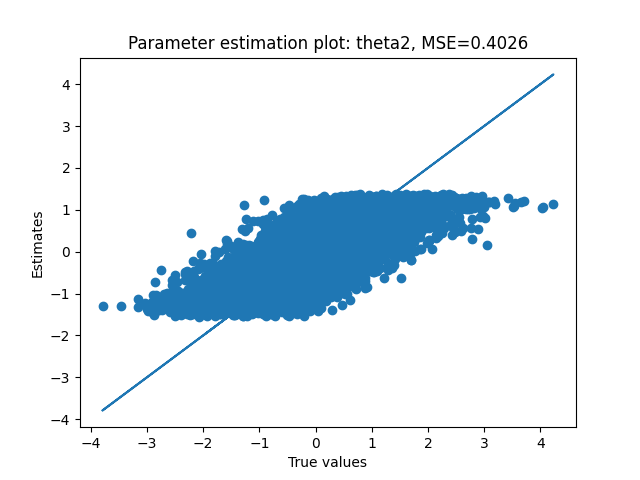 Parameter estimation plot: theta2, MSE=0.4026
4
3
2
1
0
−1
−2
−3
−4
Estimates
−4 −3 −2 −1 0 1 2 3 4
True values